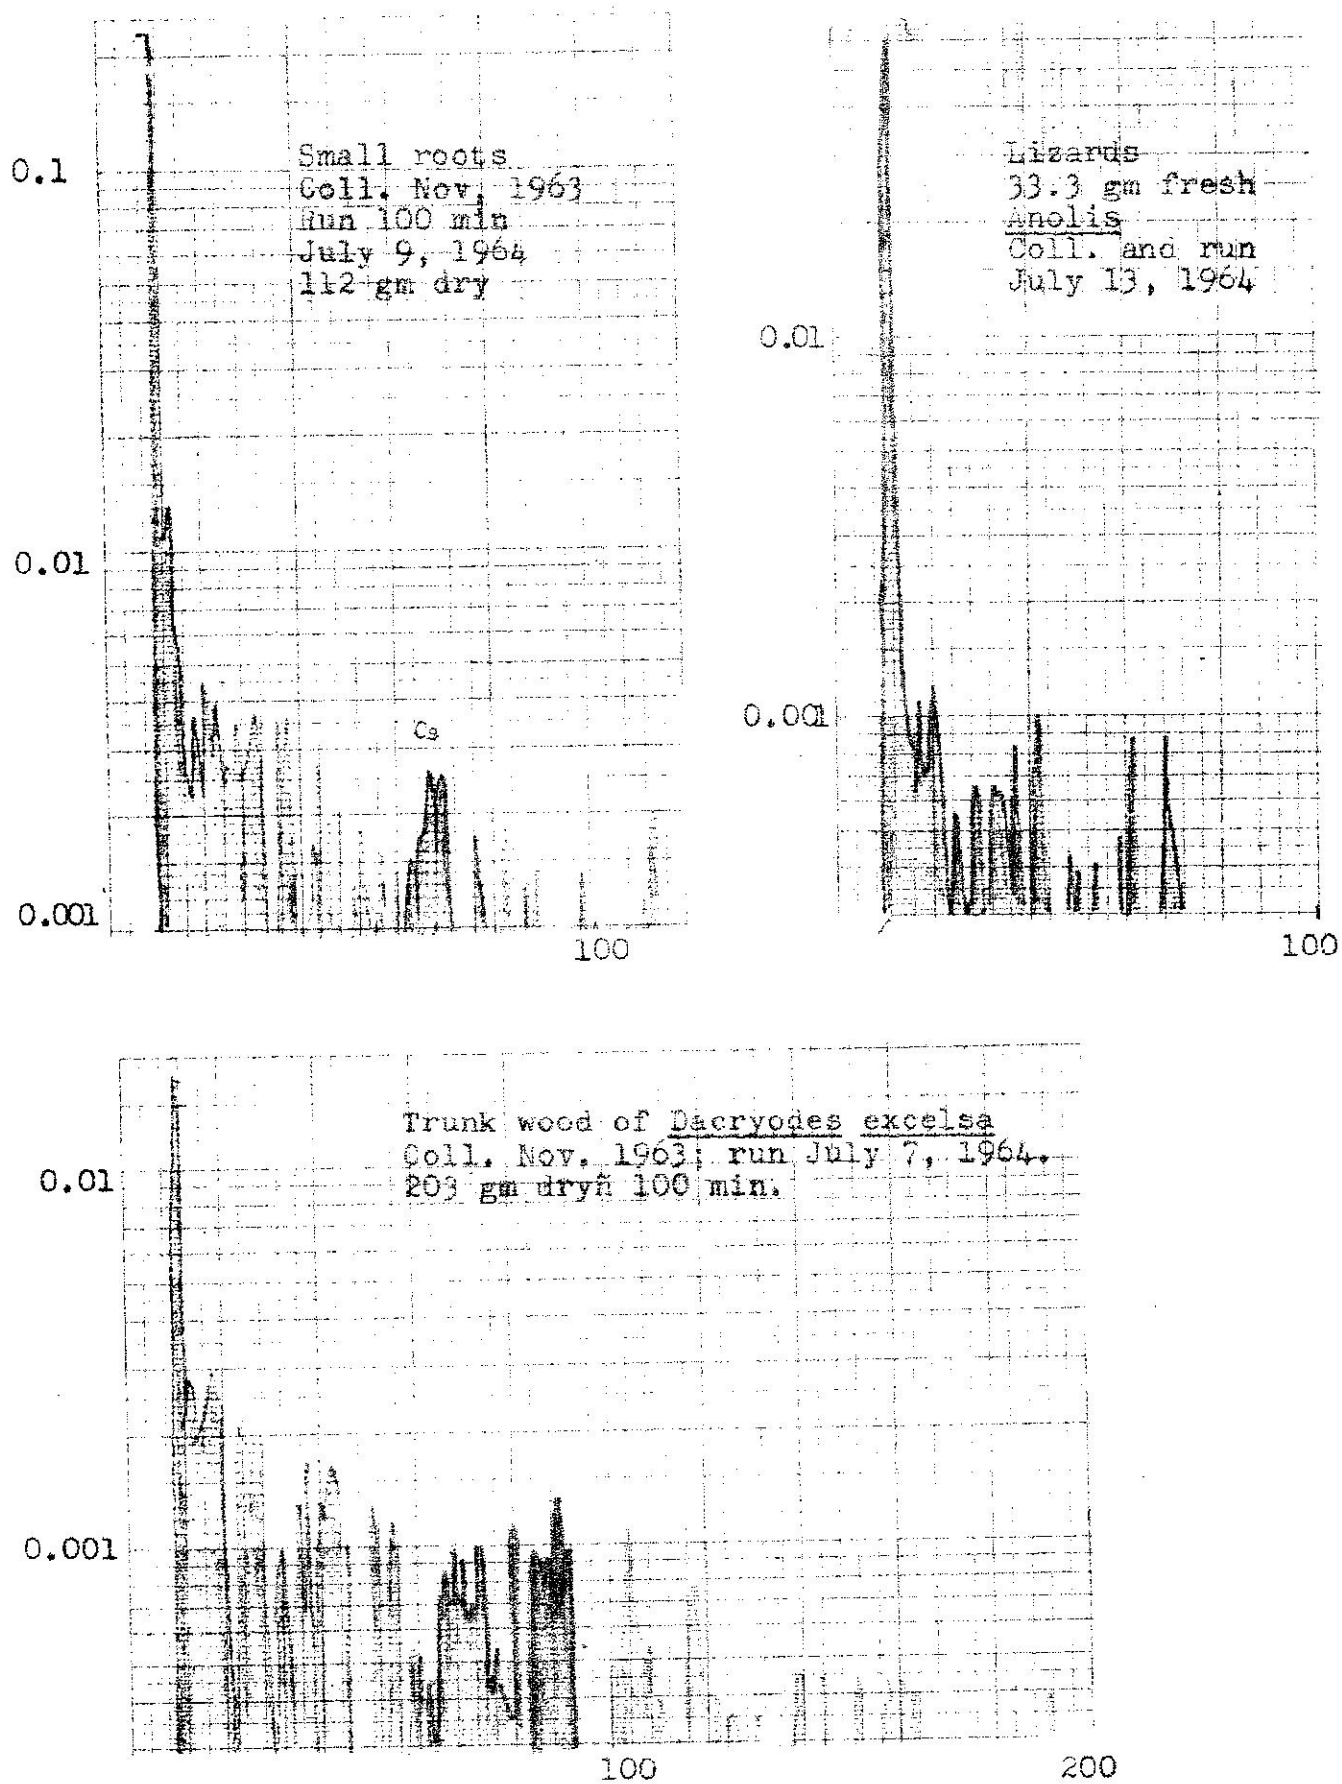 0.1
Small roots
Coll. Nov, 1963
Run 100 min
July 9, 1964
112 gm dry
0.01
Cs
0.001
100
Lizards
33.3 gm fresh
Anolis
Coll. and run
July 13, 1964
0.01
0.001
100
Trunk wood of Dacryodes excelsa
Coll. Nov. 1963; run July 7, 1964.
203 gm dryh 100 min.
0.01
0.001
100
200